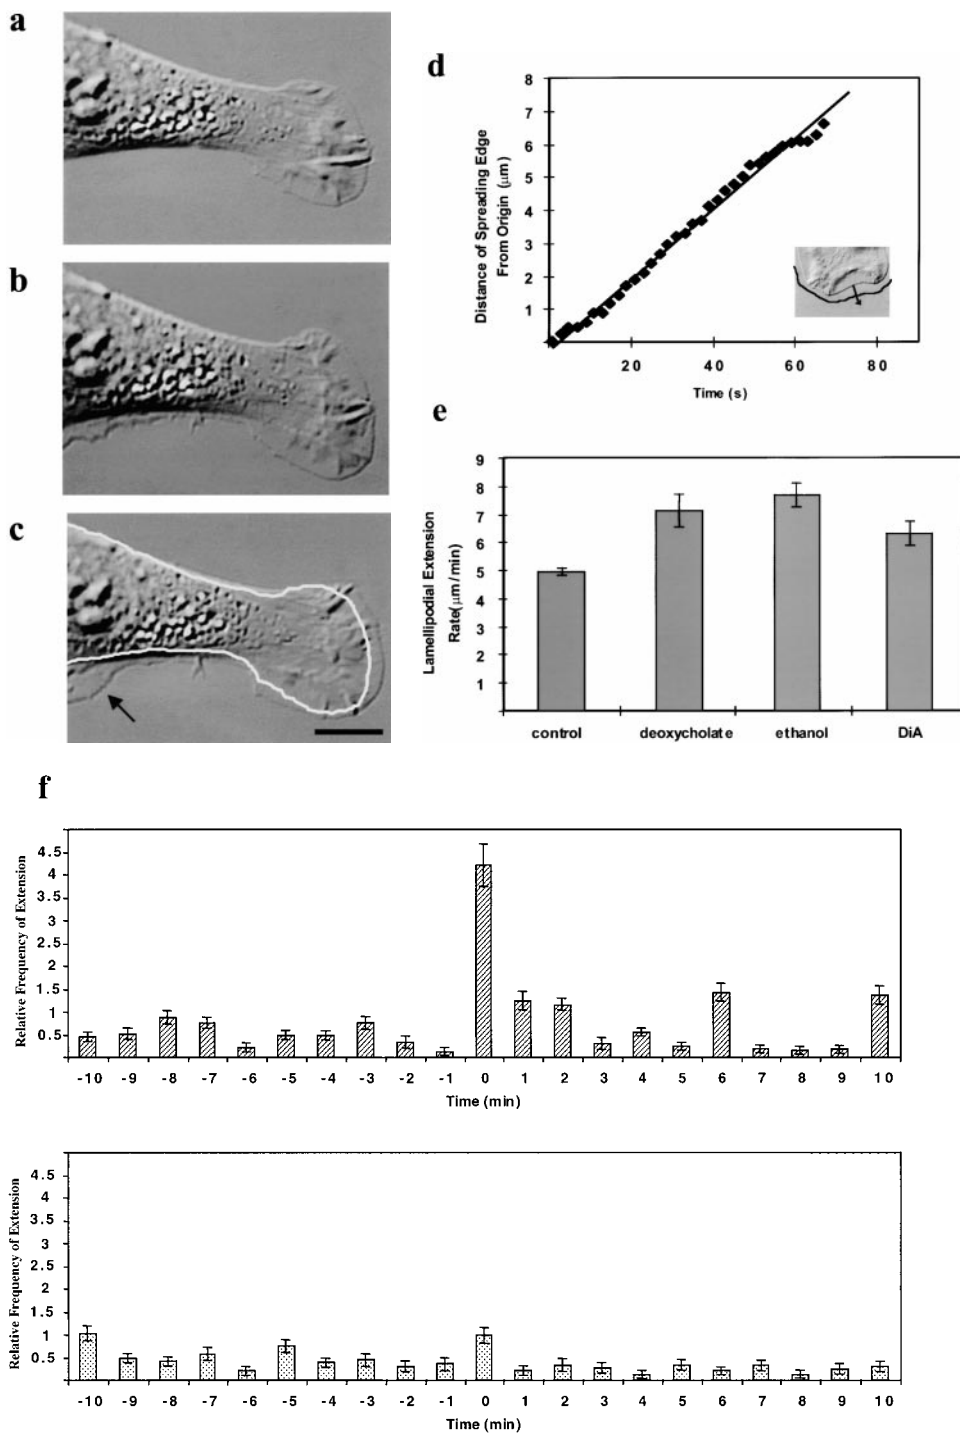 a
b
c
d
8
7
6
5
4
3
2
1
Distance of Spreading Edge
From Origin (μm)
20 40 60 80
Time (s)
e
9
8
7
6
5
4
3
2
1
Lamellipodial Extension
Rate(μm/min)
control deoxycholate ethanol DiA
f
4.5
4
3.5
3
2.5
2
1.5
1
0.5
Relative Frequency of Extension
-10 -9 -8 -7 -6 -5 -4 -3 -2 -1 0 1 2 3 4 5 6 7 8 9 10
Time (min)
4.5
4
3.5
3
2.5
2
1.5
1
0.5
Relative Frequency of Extension
-10 -9 -8 -7 -6 -5 -4 -3 -2 -1 0 1 2 3 4 5 6 7 8 9 10
Time (min)